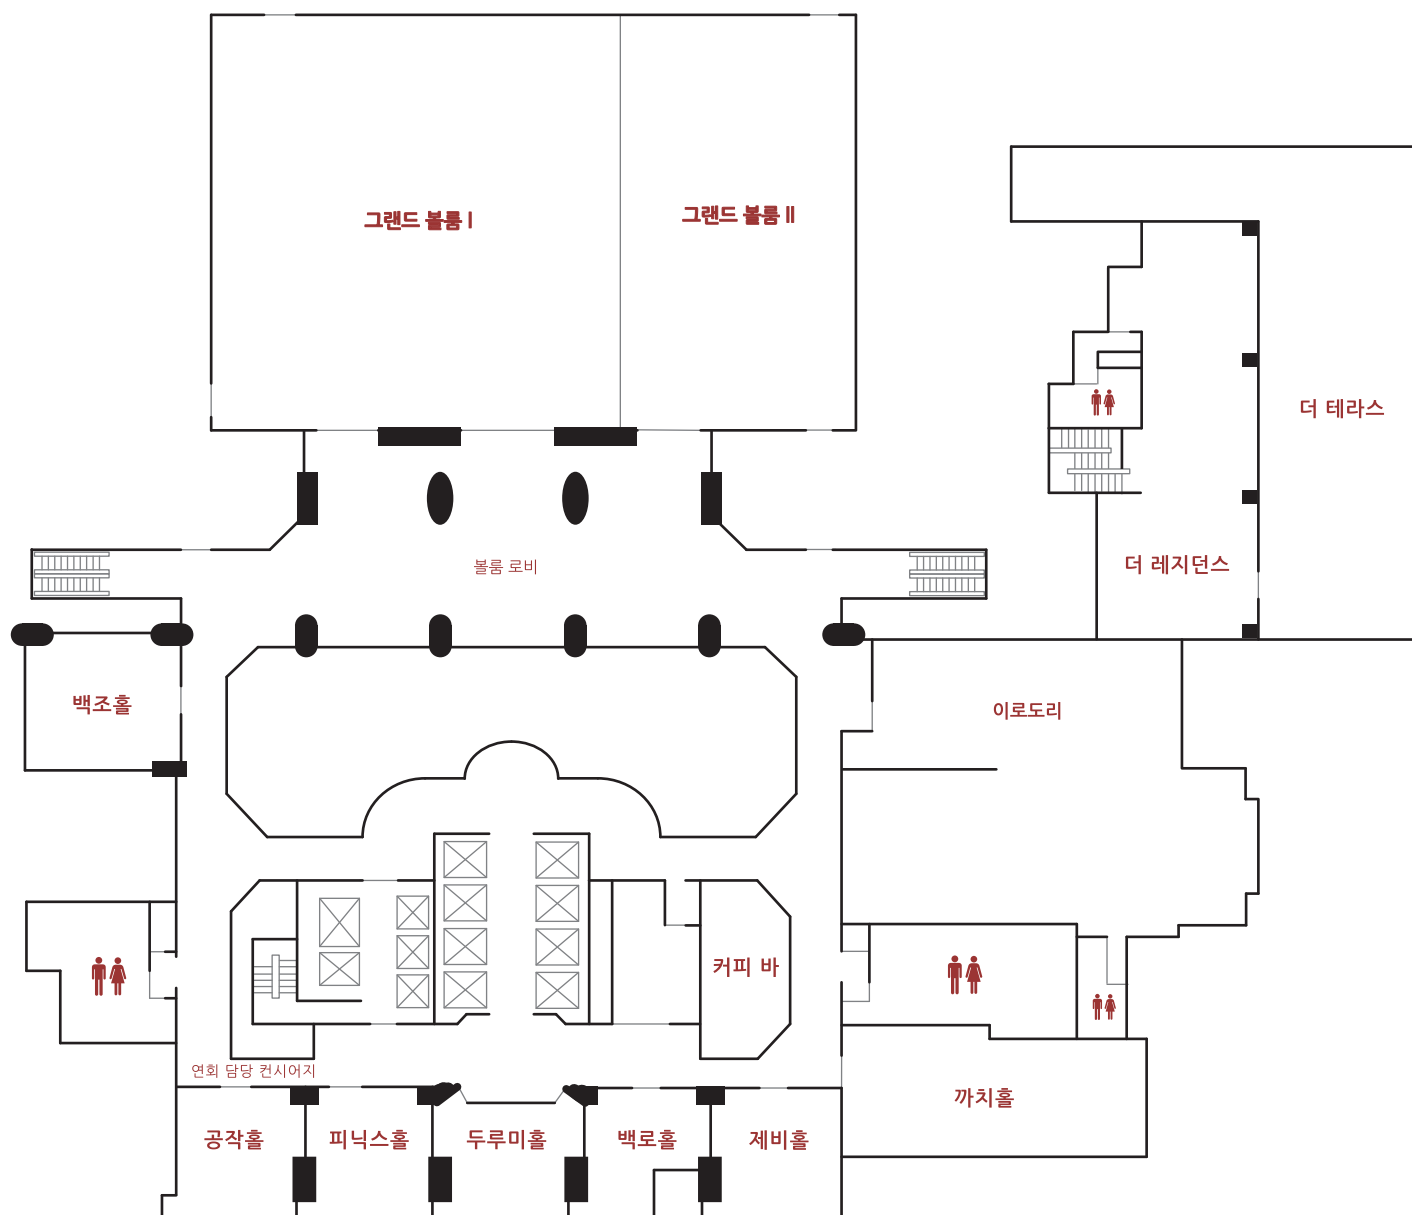 그랜드 볼룸 I
그랜드 볼룸 II
더 테라스
볼룸 로비
더 레지던스
백조홀
이로도리
커피 바
연회 담당 컨시어지
까치홀
공작홀
피닉스홀
두루미홀
백로홀
제비홀